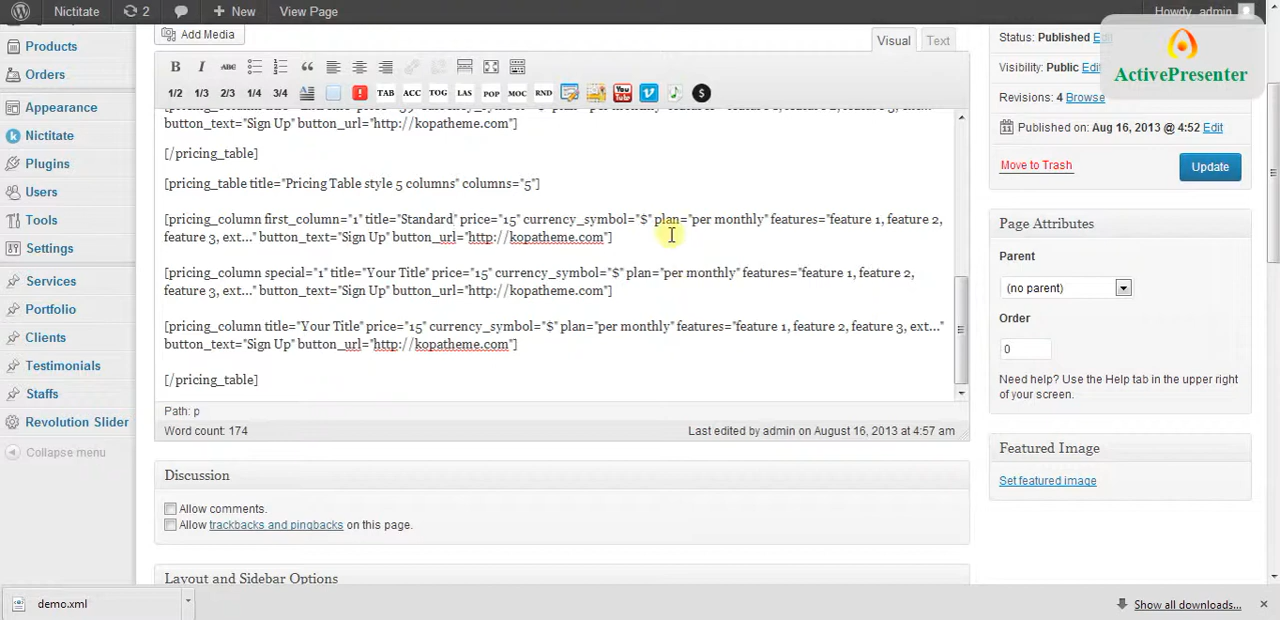 Nictitate
2
New
View Page
Howdy, admin
Products
Orders
Appearance
Nictitate
Plugins
Users
Tools
Settings
Services
Portfolio
Clients
Testimonials
Staffs
Revolution Slider
Collapse menu
Add Media
Visual
Text
B I ABC
1/2 1/3 2/3 1/4 3/4 TAB ACC TOG LAS POP MOC RND You Tube V $
button_text="Sign Up" button_url="http://kopatheme.com"]
[/pricing_table]
[pricing_table title="Pricing Table style 5 columns" columns="5"]
[pricing_column first_column="1" title="Standard" price="15" currency_symbol="$" plan="per monthly" features="feature 1, feature 2,
feature 3, ext..." button_text="Sign Up" button_url="http://kopatheme.com"]
[pricing_column special="1" title="Your Title" price="15" currency_symbol="$" plan="per monthly" features="feature 1, feature 2,
feature 3, ext..." button_text="Sign Up" button_url="http://kopatheme.com"]
[pricing_column title="Your Title" price="15" currency_symbol="$" plan="per monthly" features="feature 1, feature 2, feature 3, ext..."
button_text="Sign Up" button_url="http://kopatheme.com"]
[/pricing_table]
Path: p
Word count: 174
Last edited by admin on August 16, 2013 at 4:57 am
Discussion
Allow comments.
Allow trackbacks and pingbacks on this page.
Layout and Sidebar Options
Status: Published
Visibility: Public Edit
Revisions: 4 Browse
Published on: Aug 16, 2013 @ 4:52 Edit
Move to Trash
Update
ActivePresenter
Page Attributes
Parent
(no parent)
Order
0
Need help? Use the Help tab in the upper right
of your screen.
Featured Image
Set featured image
demo.xml
Show all downloads...